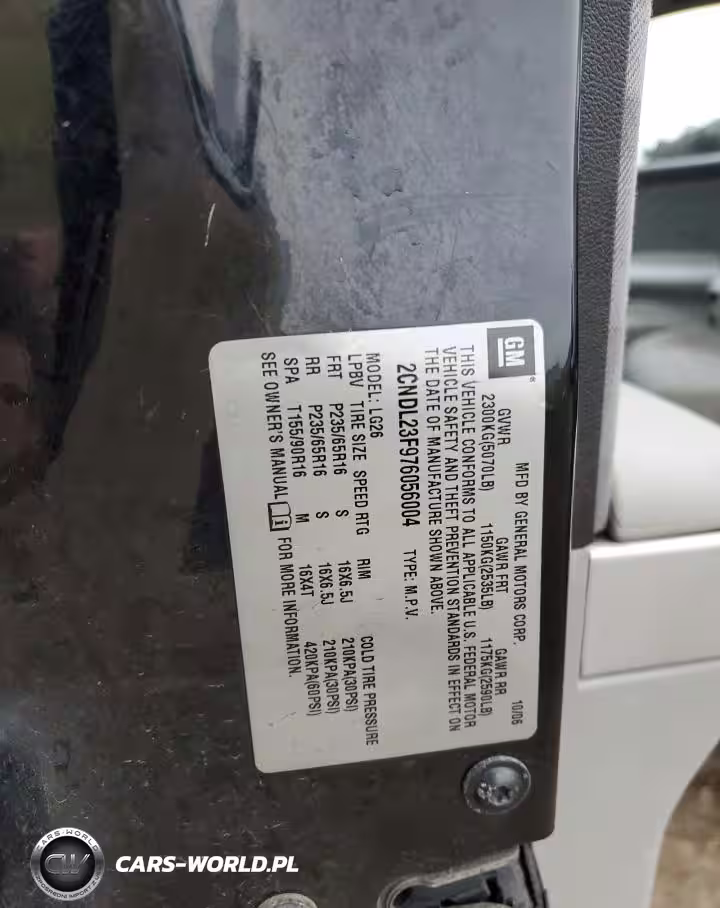 GM
MFD BY GENERAL MOTORS CORP. 10/06
GVWR GAWR FRT GAWR RR
2300KG(5070LB) 1150KG(2535LB) 1175KG(2590LB)
THIS VEHICLE CONFORMS TO ALL APPLICABLE U.S. FEDERAL MOTOR
VEHICLE SAFETY AND THEFT PREVENTION STANDARDS IN EFFECT ON
THE DATE OF MANUFACTURE SHOWN ABOVE.
2CNDL23F976056004 TYPE: M.P.V.
MODEL: LG26
LPBV TIRE SIZE SPEED RTG RIM COLD TIRE PRESSURE
FRT P235/65R16 S 16X6.5J 210KPA(30PSI)
RR P235/65R16 S 16X6.5J 210KPA(30PSI)
SPA T155/90R16 M 16X4T 420KPA(60PSI)
SEE OWNER'S MANUAL FOR MORE INFORMATION.
CARS-WORLD
CW
CARS-WORLD.PL